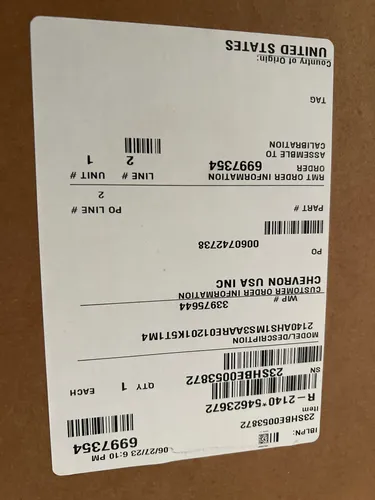 06/27/23 6:10 PM
6997354
IBLPN:
23SHBE0053872
Item
R-2140*54623672
SN
23SHBE0053872
QTY 1 EACH
MODEL/DESCRIPTION
2140AHS1MS3AARE01201K5T1M4
WIP #
33975644
CUSTOMER ORDER INFORMATION
CHEVRON USA INC
PO
0060742738
PART # PO LINE #
2
RMT ORDER INFORMATION
ORDER 6997354 LINE # 2 UNIT # 1
ASSEMBLE TO
CALIBRATION
TAG
Country of Origin:
UNITED STATES